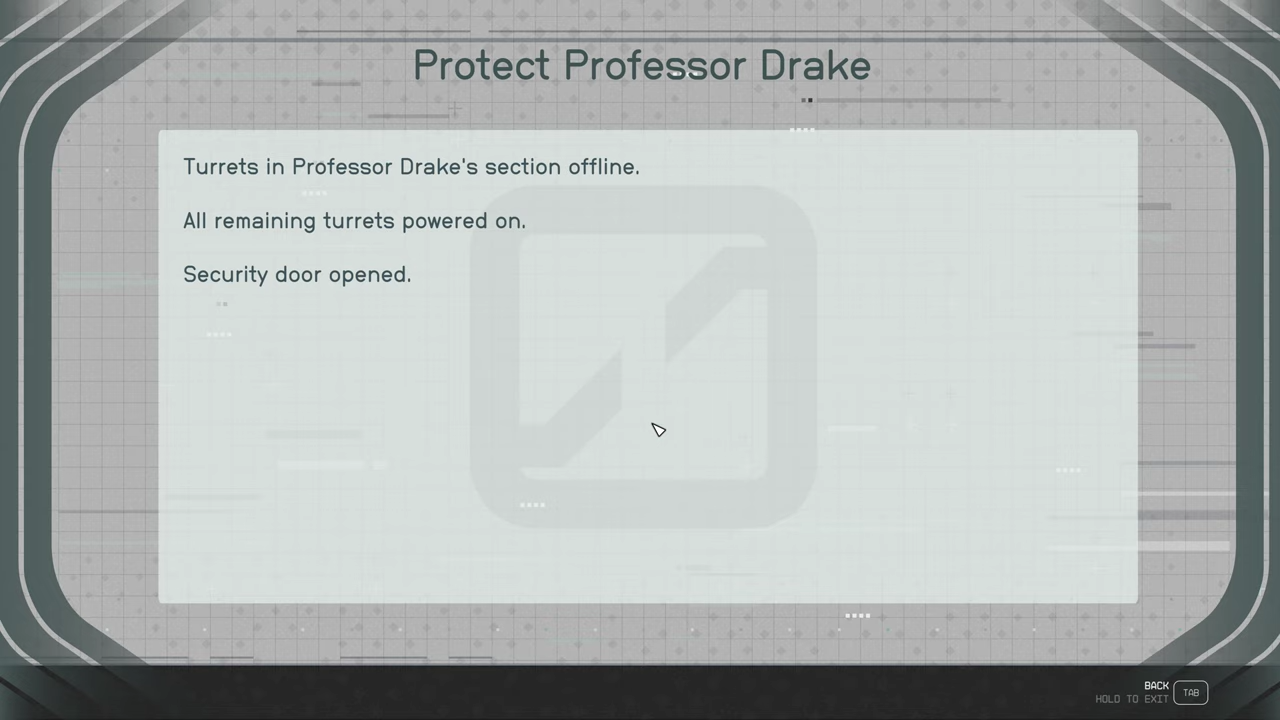 Protect Professor Drake
Turrets in Professor Drake's section offline.
All remaining turrets powered on.
Security door opened.
BACK
HOLD TO EXIT
TAB